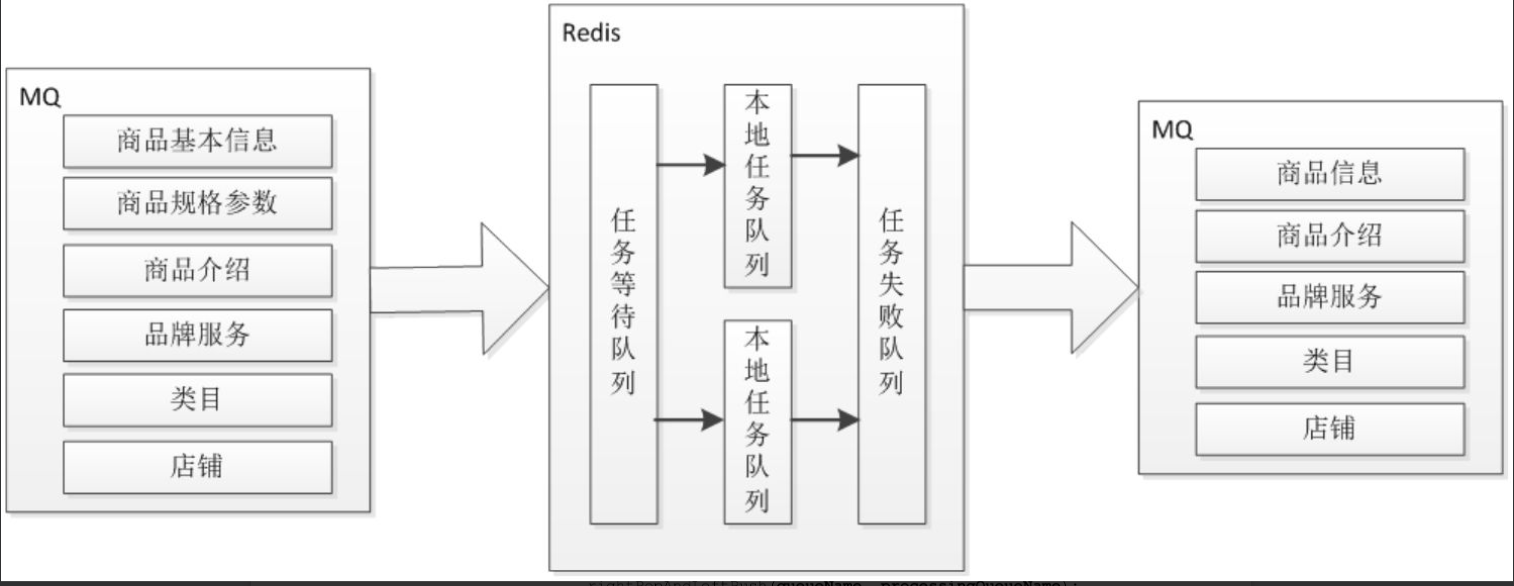 MQ
商品基本信息
商品规格参数
商品介绍
品牌服务
类目
店铺
Redis
任务等待队列
本地任务队列
本地任务队列
任务失败队列
MQ
商品信息
商品介绍
品牌服务
类目
店铺